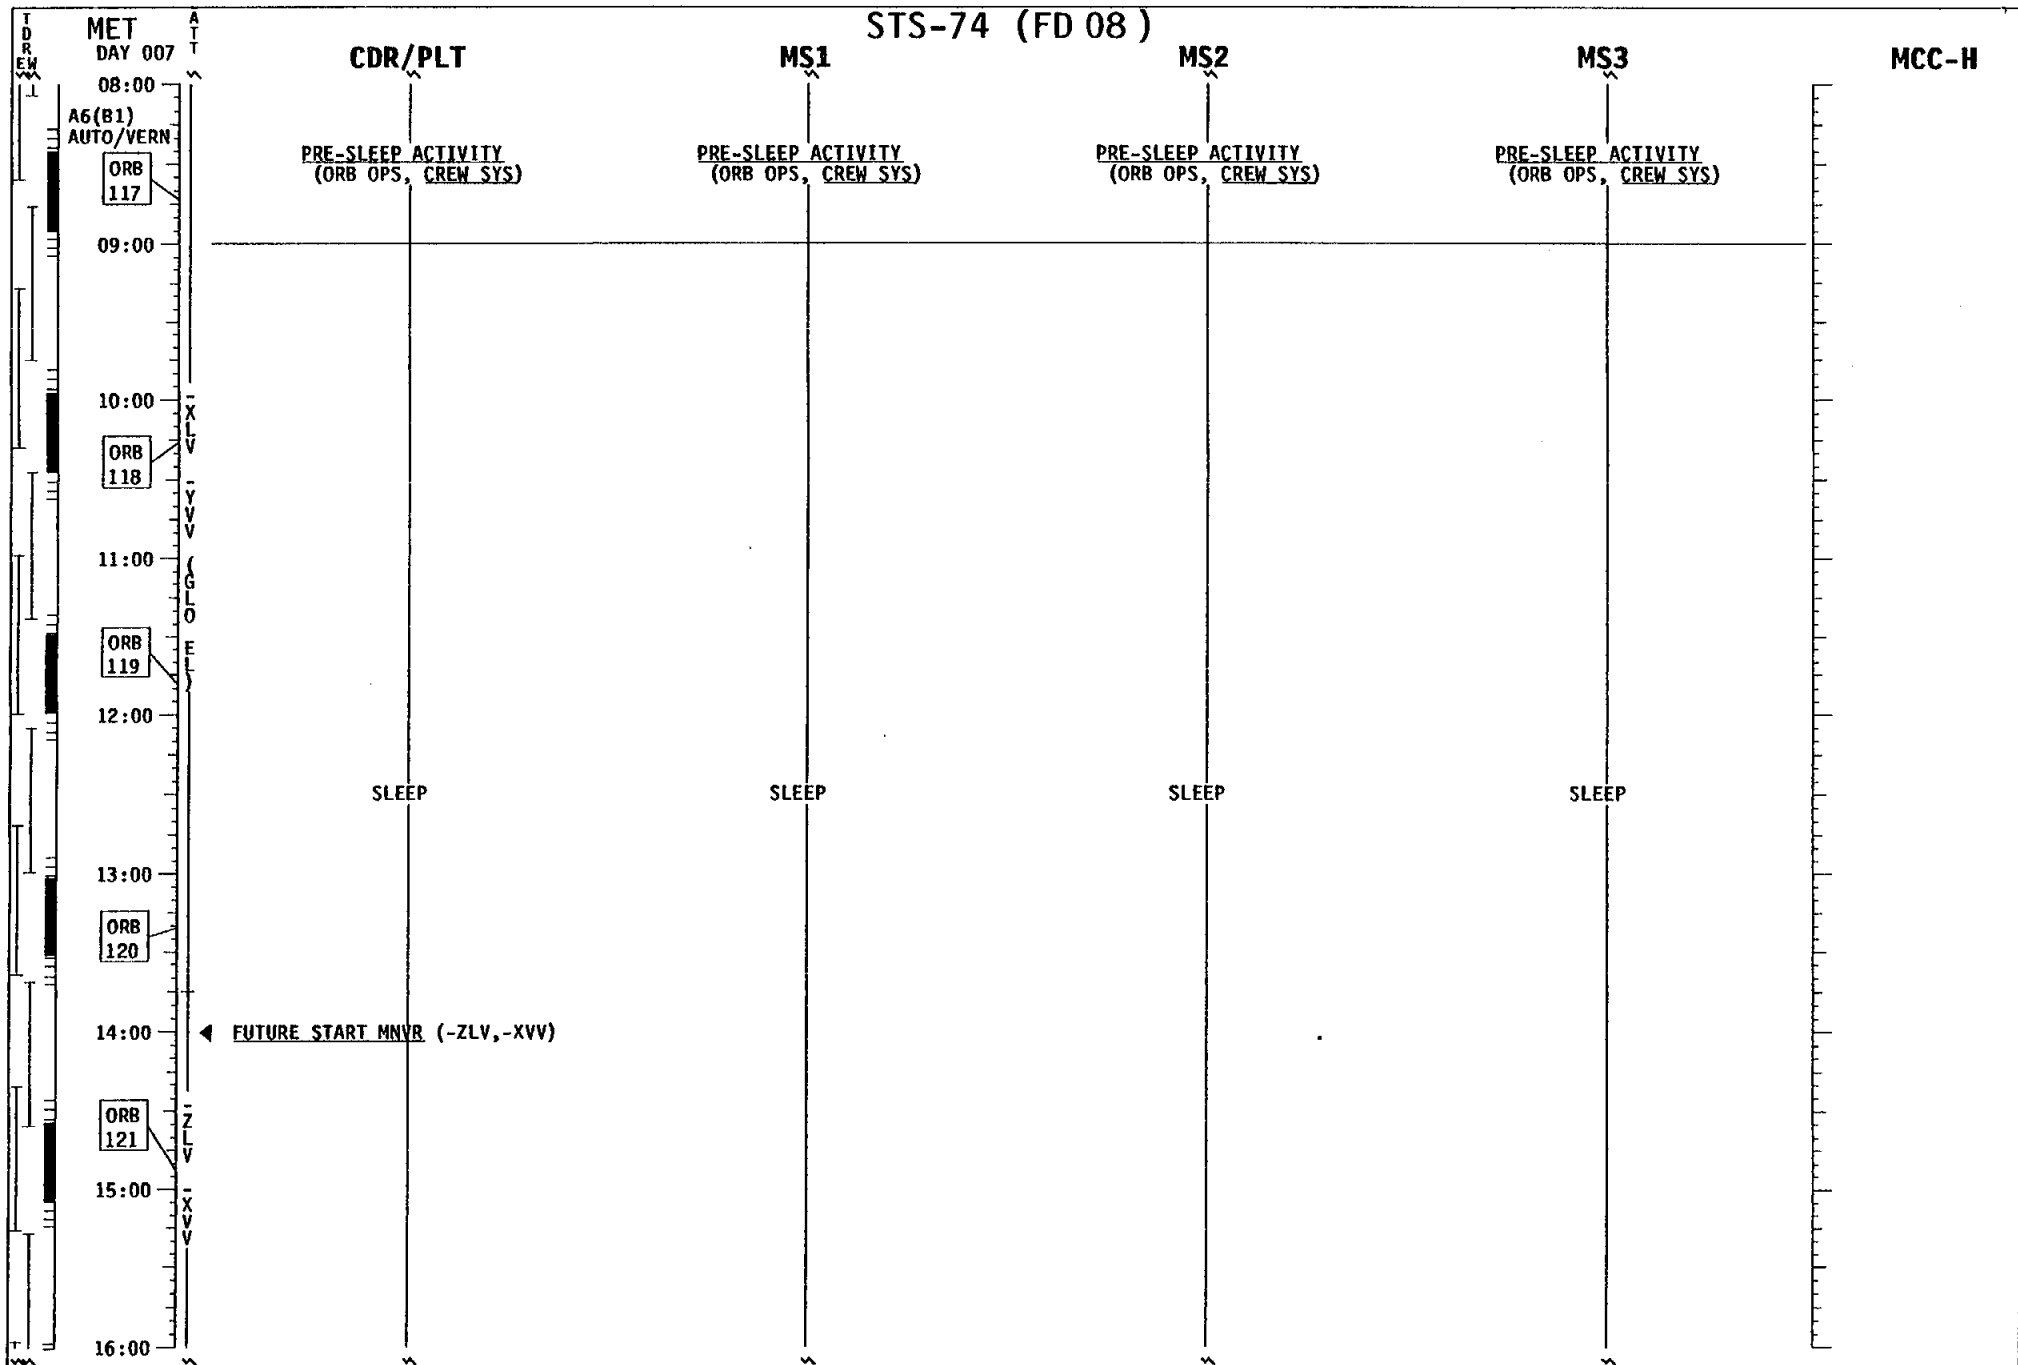 STS-74 (FD 08 )
TDRE W
MET
DAY 007
ATT
CDR/PLT
MS1
MS2
MS3
MCC-H
08:00
A6(B1)
AUTO/VERN
PRE-SLEEP ACTIVITY
(ORB OPS, CREW SYS)
PRE-SLEEP ACTIVITY
(ORB OPS, CREW SYS)
PRE-SLEEP ACTIVITY
(ORB OPS, CREW SYS)
PRE-SLEEP ACTIVITY
(ORB OPS, CREW SYS)
ORB
117
09:00
10:00
-XLV
ORB
118
-YVV
11:00
(GLO EL)
ORB
119
12:00
SLEEP
SLEEP
SLEEP
SLEEP
13:00
ORB
120
14:00
FUTURE START MNVR (-ZLV,-XVV)
ORB
121
-ZLV
15:00
-XVV
16:00